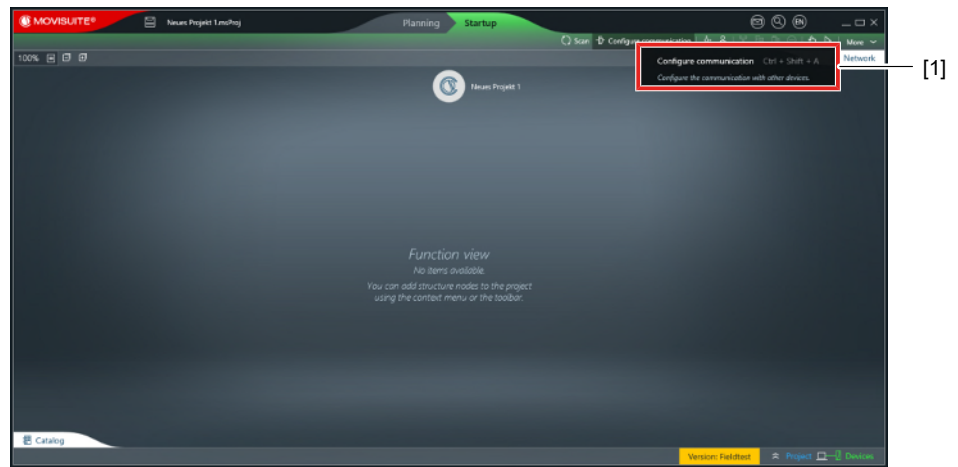 MOVISUITE®
Neues Projekt 1.moProj
Planning
Startup
EN
Scan
Configure communication
More
100%
Configure communication Ctrl + Shift + A
Configure the communication with other devices.
Network
[1]
Neues Projekt 1
Function view
No items available.
You can add structure nodes to the project
using the context menu or the toolbar.
Catalog
Version: Fieldtest
Project
Devices